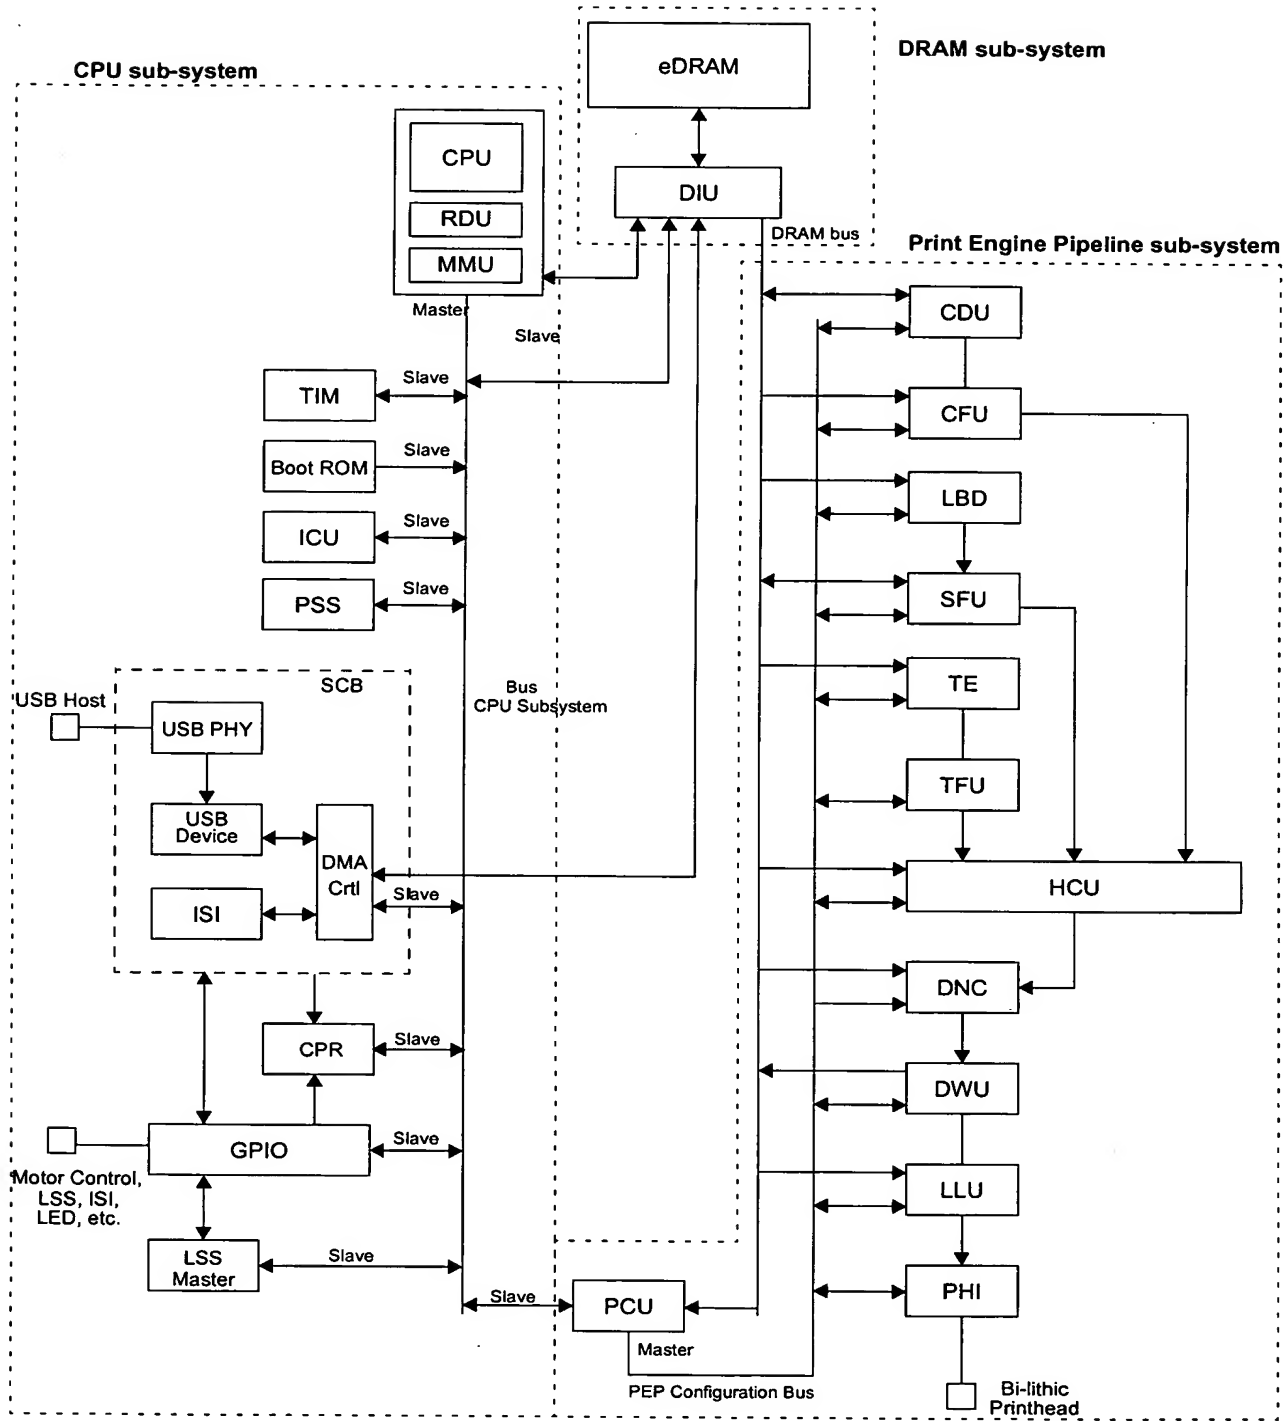 DRAM sub-system
eDRAM
CPU sub-system
CPU
RDU
MMU
Master
DIU
DRAM bus
Print Engine Pipeline sub-system
Slave
TIM
Slave
Boot ROM
Slave
ICU
Slave
PSS
Slave
SCB
USB Host
USB PHY
USB
Device
DMA
Crtl
ISI
Slave
Bus
CPU Subsystem
CPR
Slave
GPIO
Slave
Motor Control,
LSS, ISI,
LED, etc.
LSS
Master
Slave
Slave
PCU
Master
PEP Configuration Bus
CDU
CFU
LBD
SFU
TE
TFU
HCU
DNC
DWU
LLU
PHI
Bi-lithic
Printhead